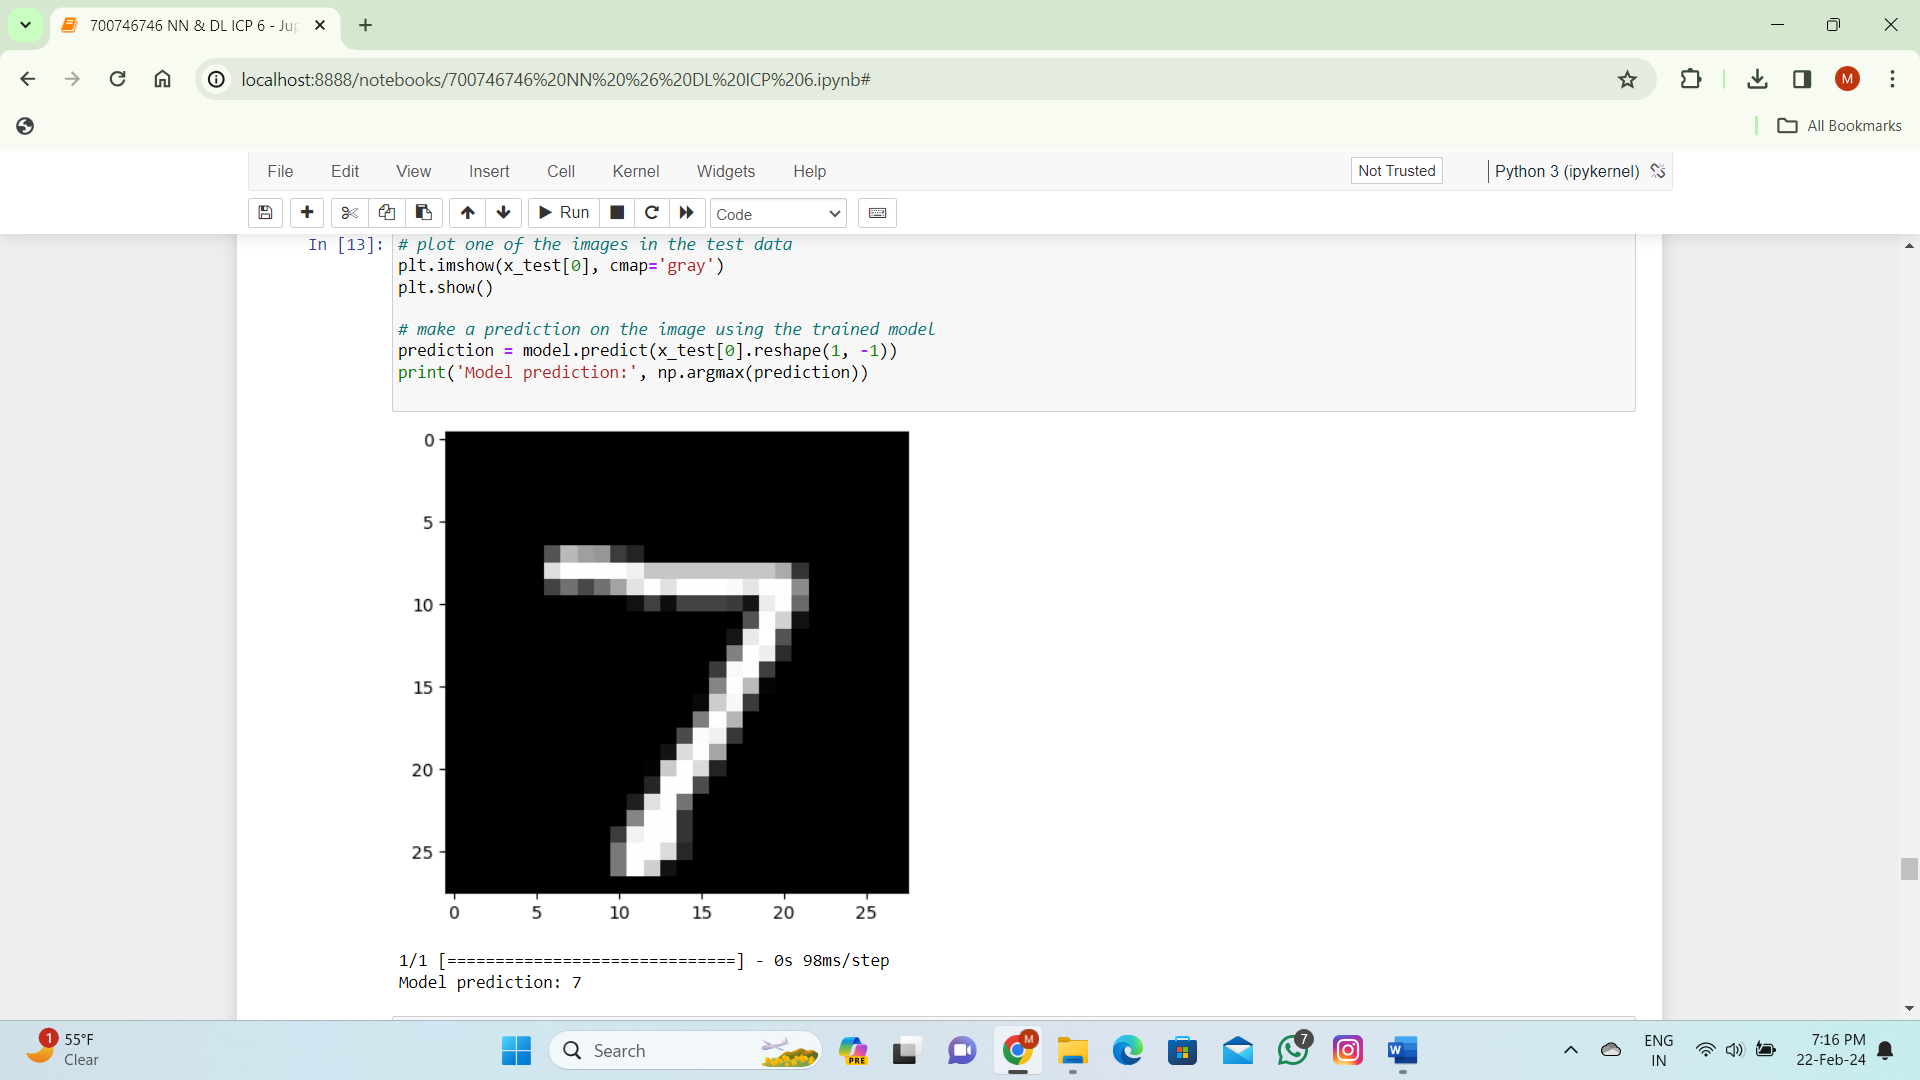 700746746 NN & DL ICP 6 - Jup
localhost:8888/notebooks/700746746%20NN%20%26%20DL%20ICP%206.ipynb#
M
All Bookmarks
File Edit View Insert Cell Kernel Widgets Help Not Trusted Python 3 (ipykernel)
Run Code
In [13]: # plot one of the images in the test data
plt.imshow(x_test[0], cmap='gray')
plt.show()
# make a prediction on the image using the trained model
prediction = model.predict(x_test[0].reshape(1, -1))
print('Model prediction:', np.argmax(prediction))
0
5
10
15
20
25
0 5 10 15 20 25
7
1/1 [==============================] - 0s 98ms/step
Model prediction: 7
1 55°F
Clear
Search
PRE
M
7
W
ENG
IN
7:16 PM
22-Feb-24